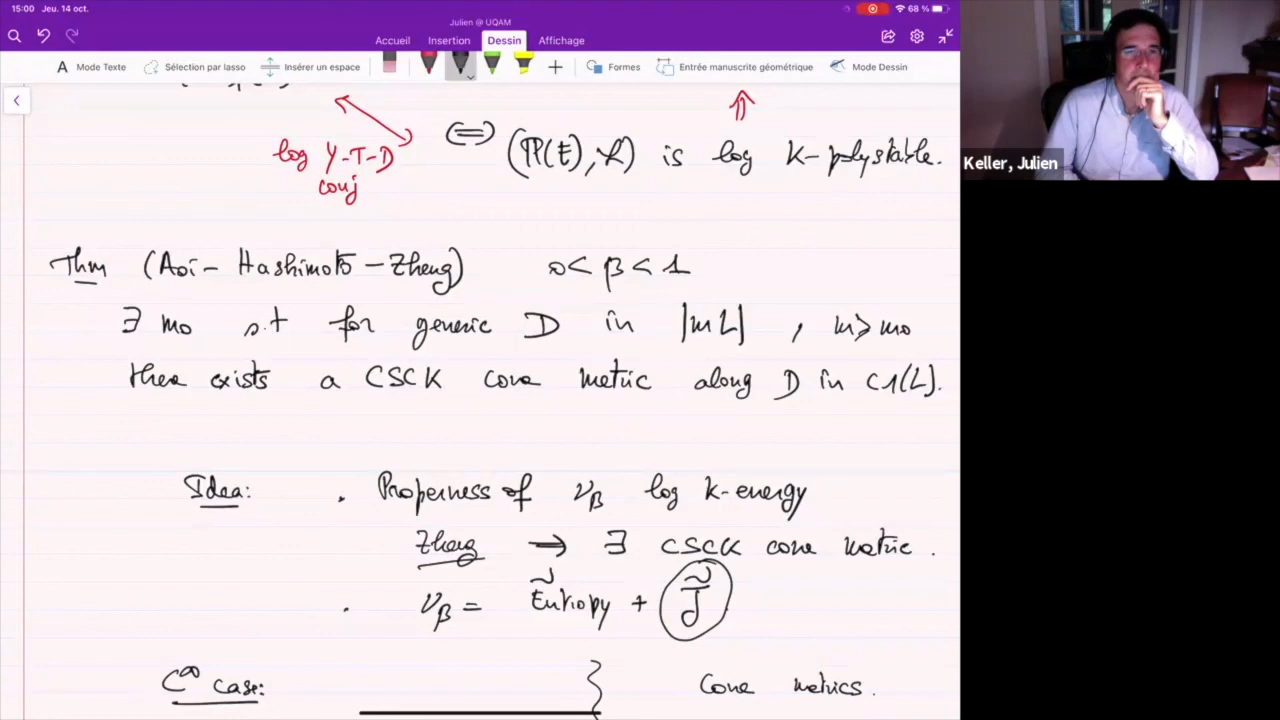 15:00 Jeu. 14 oct.
68 %
Julien @ UQAM
Accueil Insertion Dessin Affichage
Mode Texte Sélection par lasso Insérer un espace Formes Entrée manuscrite géométrique Mode Dessin
Keller, Julien
log Y-T-D conj
⟺ (P(E), L) is log K-polystable.
Thm (Aoi - Hashimoto - Zheng) 0 < β < 1
∃ mo s.t for generic D in |mL| , m > mo
there exists a CSCK cone metric along D in c1(L).
Idea: . Properness of ν_β log K-energy
Zheng → ∃ CSCK cone metric.
. ν_β = Ẽntropy + J̃
C^∞ case: Cone metrics.